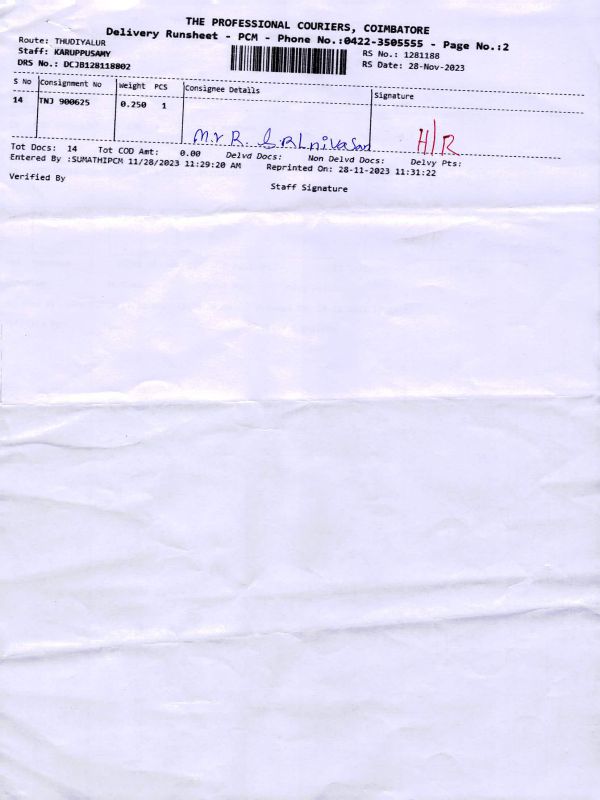 THE PROFESSIONAL COURIERS, COIMBATORE
Delivery Runsheet - PCM - Phone No.:0422-3505555 - Page No.:2
Route: THUDIYALUR RS No.: 1281188
Staff: KARUPPUSAMY RS Date: 28-Nov-2023
DRS No.: DCJB128118802
S No Consignment No Weight PCS Consignee Details Signature
14 TNJ 900625 0.250 1
Mr R. H/R
Tot Docs: 14 Tot COD Amt: 0.00 Delvd Docs: Non Delvd Docs: Delvy Pts:
Entered By :SUMATHIPCM 11/28/2023 11:29:20 AM Reprinted On: 28-11-2023 11:31:22
Verified By Staff Signature